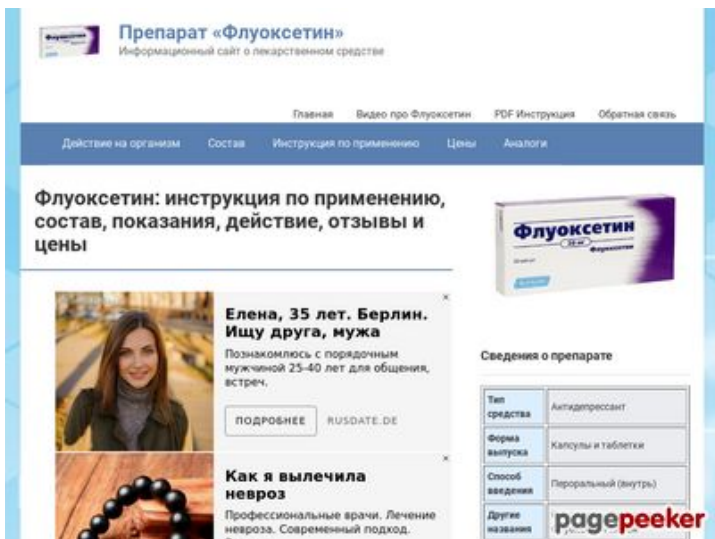 Препарат «Флуоксетин»
Информационный сайт о лекарственном средстве
Главная Видео про Флуоксетин PDF Инструкция Обратная связь
Действие на организм Состав Инструкция по применению Цены Аналоги
Флуоксетин: инструкция по применению,
состав, показания, действие, отзывы и
цены
Флуоксетин
20 мг
Флуоксетин
Елена, 35 лет. Берлин.
Ищу друга, мужа
Познакомлюсь с порядочным
мужчиной 25-40 лет для общения,
встреч.
ПОДРОБНЕЕ RUSDATE.DE
Как я вылечила
невроз
Профессиональные врачи. Лечение
невроза. Современный подход.
Сведения о препарате
Тип
средства
Антидепрессант
Форма
выпуска
Капсулы и таблетки
Способ
введения
Пероральный (внутрь)
Другие
названия
pagepeeker